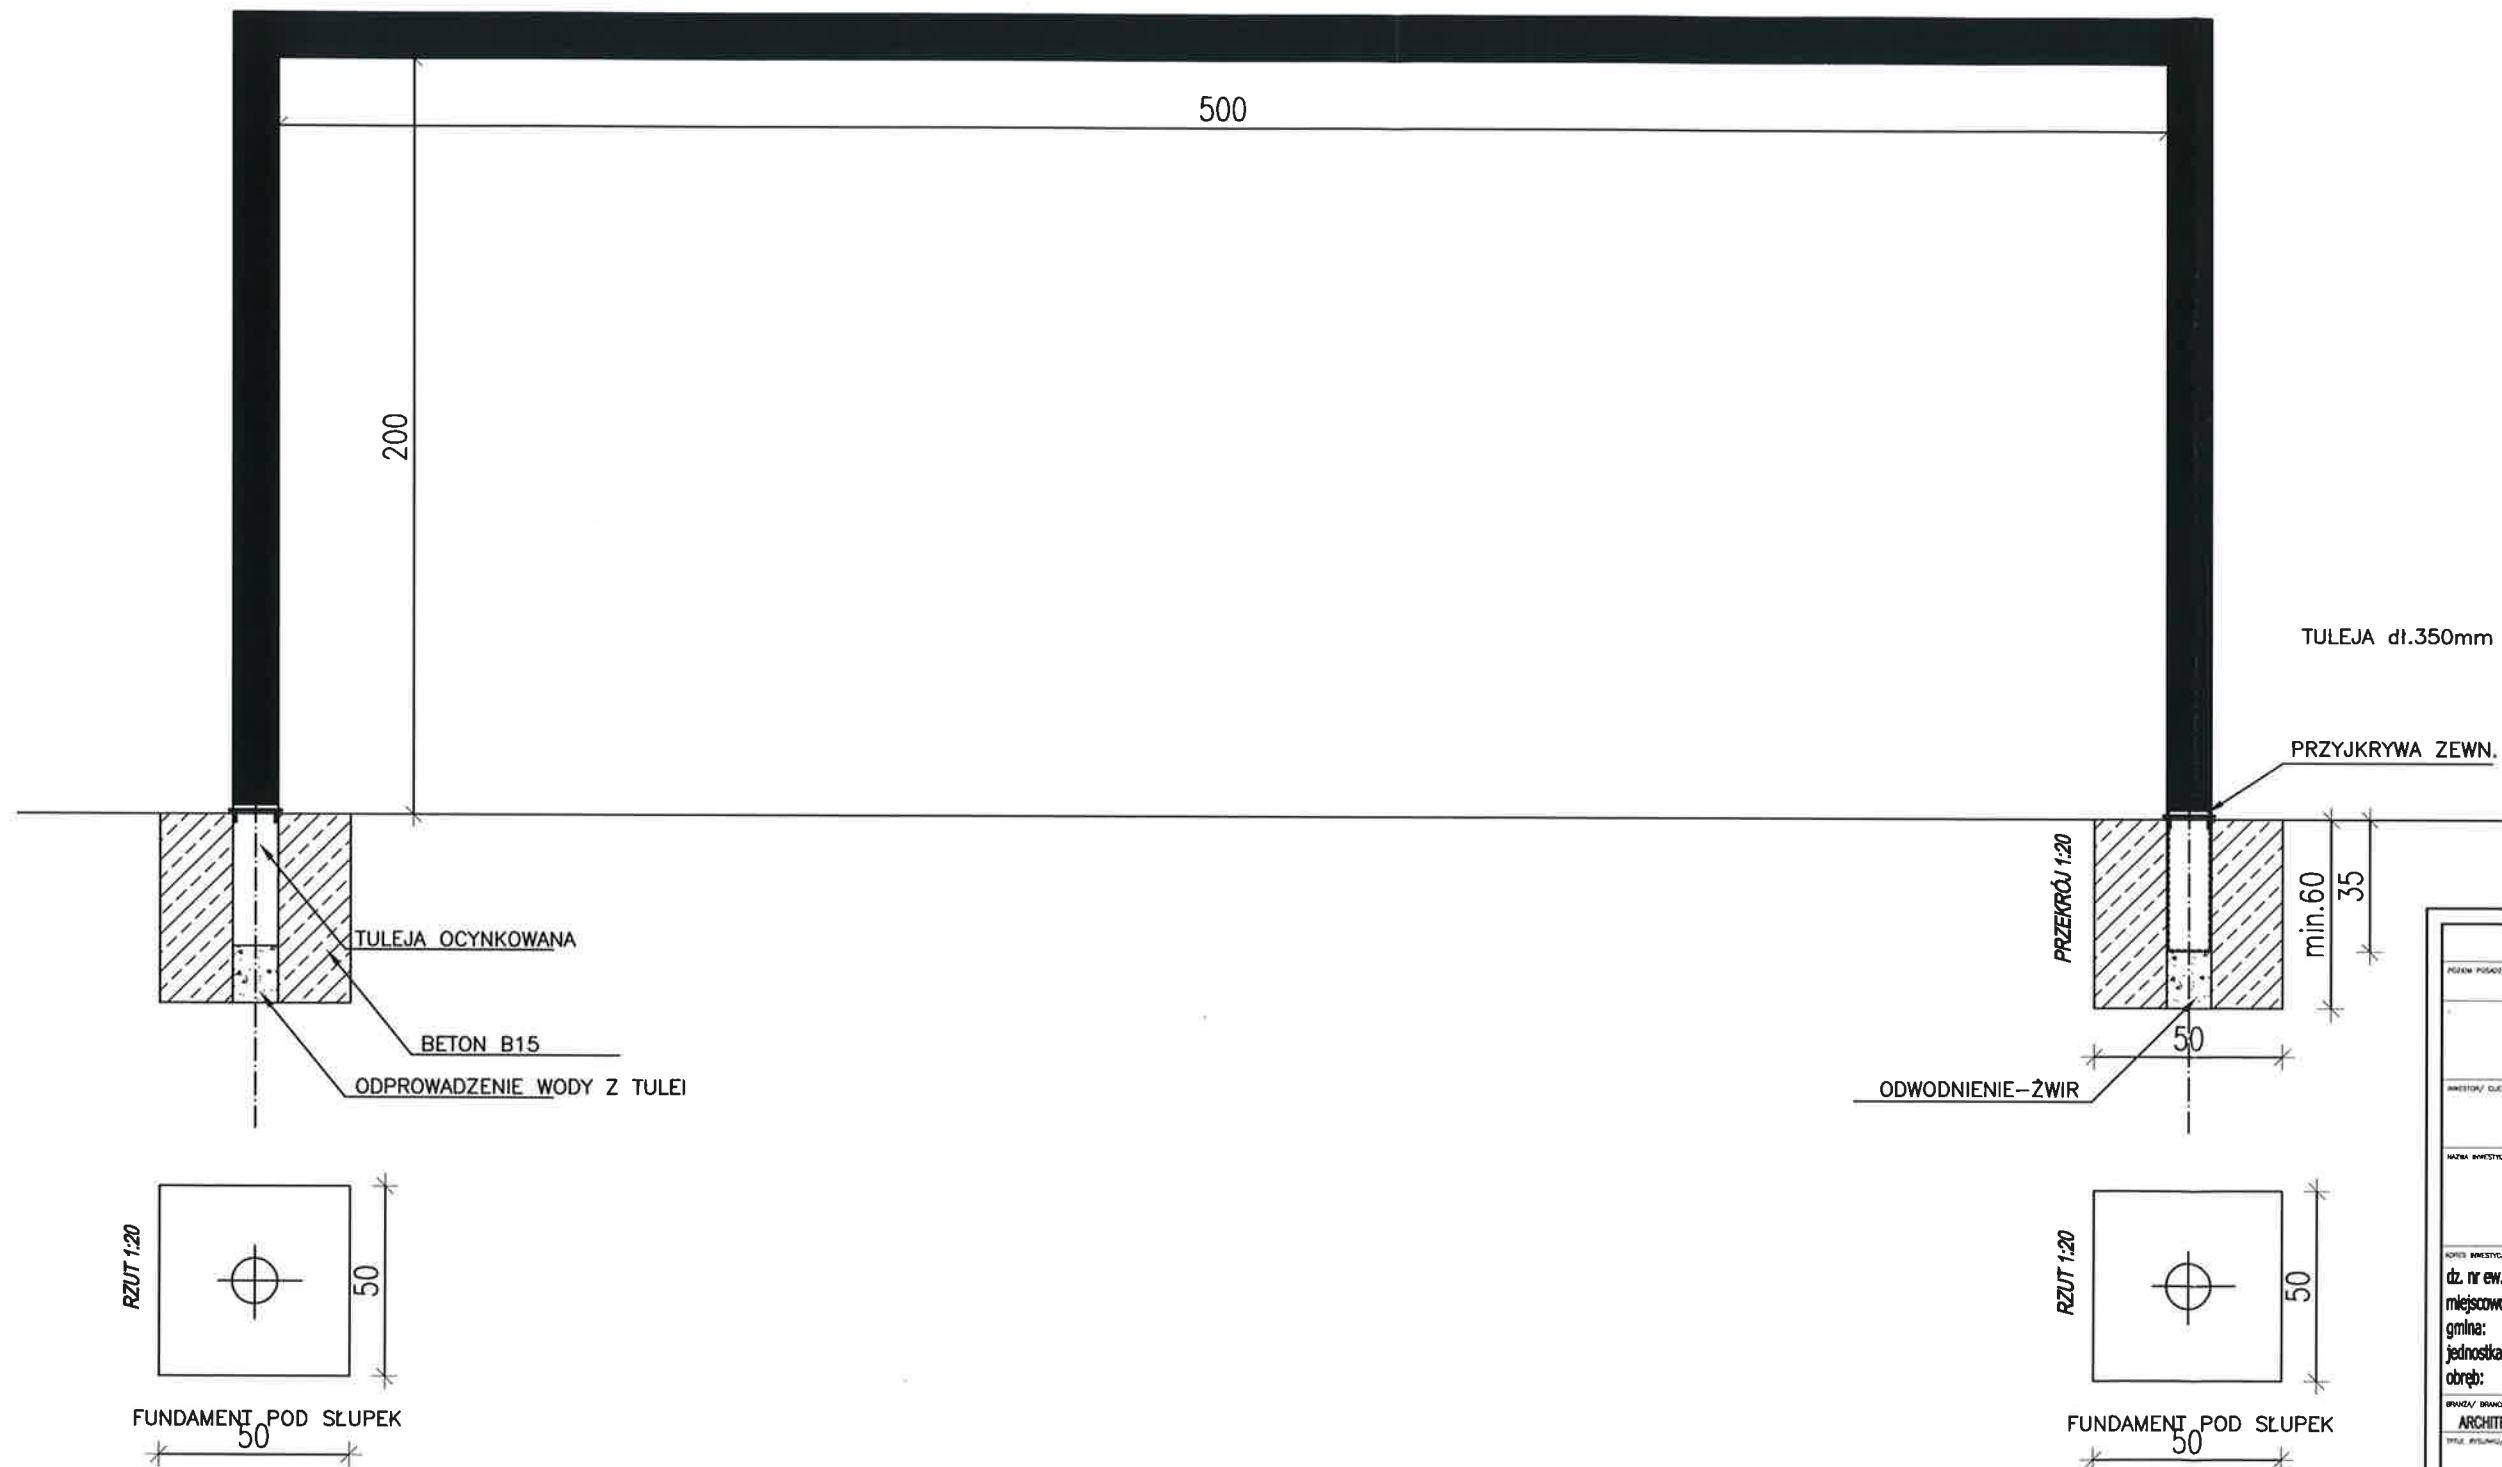 500
200
TULEJA dł.350mm
PRZYJKRYWA ZEWN.
PRZEKRÓJ 1:20
min.60
35
TULEJA OCYNKOWANA
BETON B15
50
ODPROWADZENIE WODY Z TULEI
ODWODNIENIE-ŻWIR
RZUT 1:20
50
RZUT 1:20
50
dz. nr ew.
gmina:
obręb:
FUNDAMENT POD SŁUPEK
50
FUNDAMENT POD SŁUPEK
50